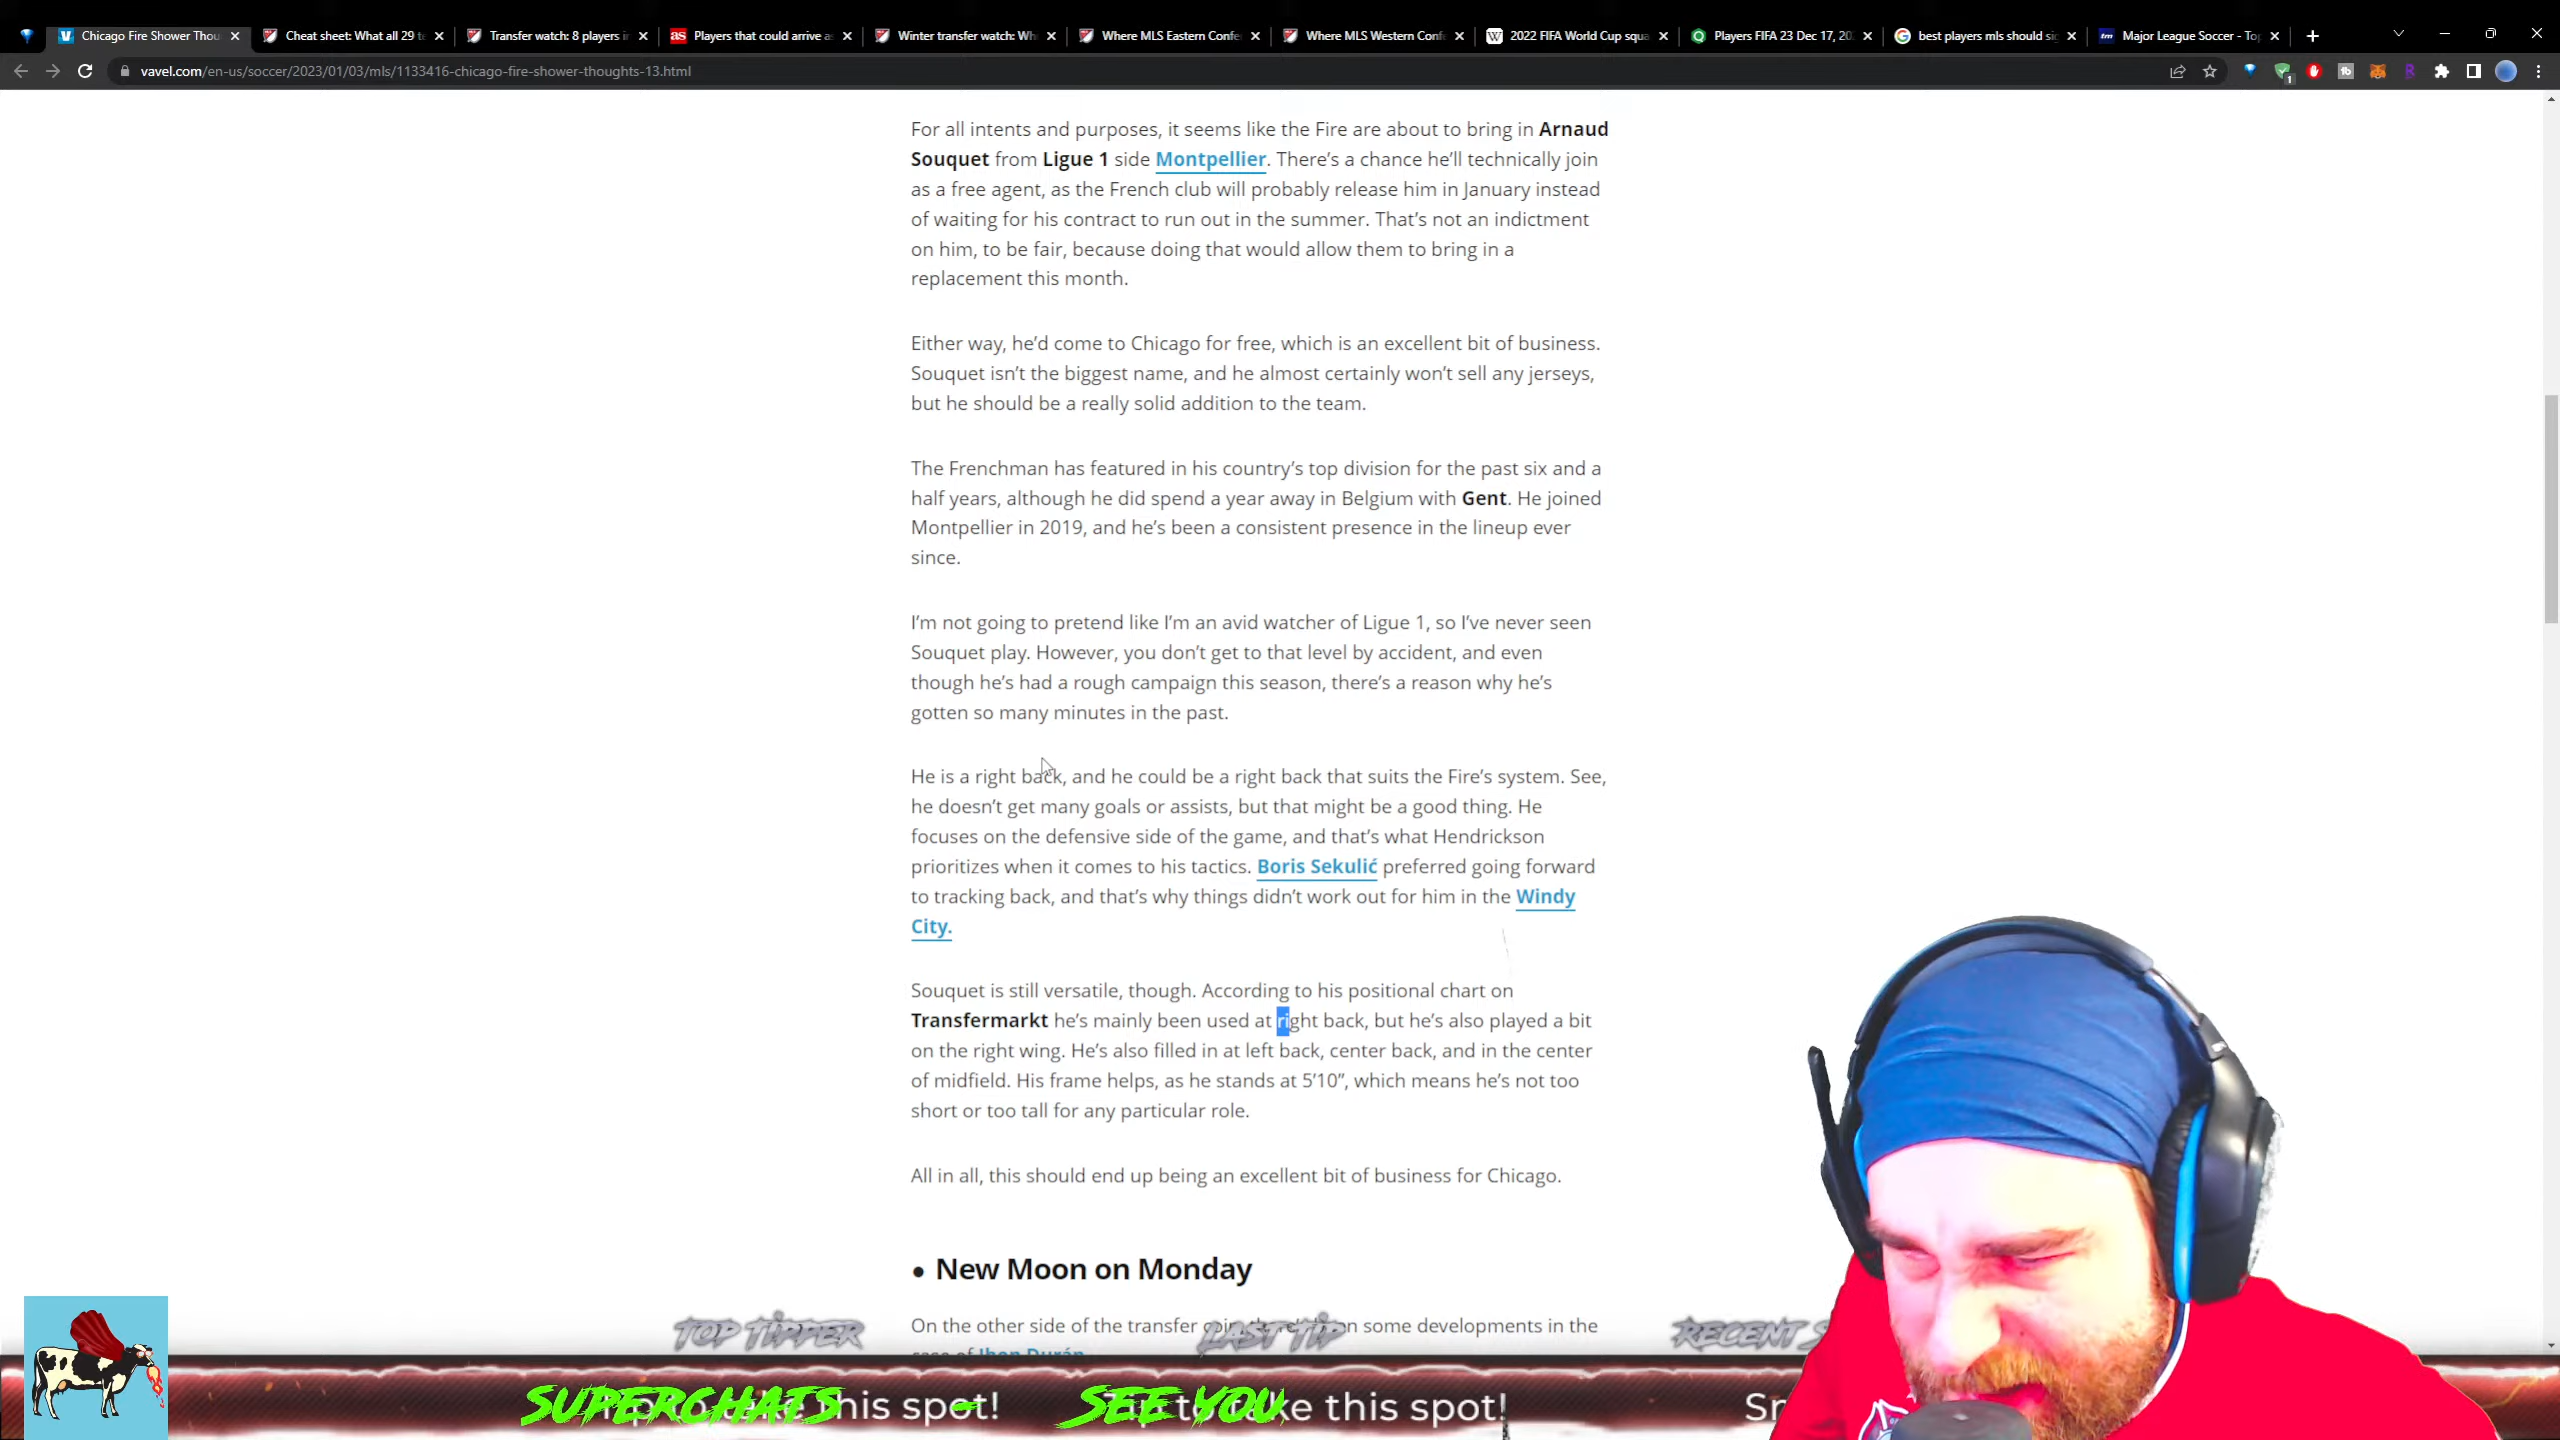 Chicago Fire Shower Thou
Cheat sheet: What all 29 te
Transfer watch: 8 players in
as
Players that could arrive a
Winter transfer watch: Wh
Where MLS Eastern Confe
Where MLS Western Conf
W
2022 FIFA World Cup squa
Players FIFA 23 Dec 17, 20
best players mls should si
tm
Major League Soccer - To
vavel.com/en-us/soccer/2023/01/03/mls/1133416-chicago-fire-shower-thoughts-13.html
For all intents and purposes, it seems like the Fire are about to bring in Arnaud
Souquet from Ligue 1 side Montpellier. There’s a chance he’ll technically join
as a free agent, as the French club will probably release him in January instead
of waiting for his contract to run out in the summer. That’s not an indictment
on him, to be fair, because doing that would allow them to bring in a
replacement this month.
Either way, he’d come to Chicago for free, which is an excellent bit of business.
Souquet isn’t the biggest name, and he almost certainly won’t sell any jerseys,
but he should be a really solid addition to the team.
The Frenchman has featured in his country’s top division for the past six and a
half years, although he did spend a year away in Belgium with Gent. He joined
Montpellier in 2019, and he’s been a consistent presence in the lineup ever
since.
I’m not going to pretend like I’m an avid watcher of Ligue 1, so I’ve never seen
Souquet play. However, you don’t get to that level by accident, and even
though he’s had a rough campaign this season, there’s a reason why he’s
gotten so many minutes in the past.
He is a right back, and he could be a right back that suits the Fire’s system. See,
he doesn’t get many goals or assists, but that might be a good thing. He
focuses on the defensive side of the game, and that’s what Hendrickson
prioritizes when it comes to his tactics. Boris Sekulić preferred going forward
to tracking back, and that’s why things didn’t work out for him in the Windy
City.
Souquet is still versatile, though. According to his positional chart on
Transfermarkt he’s mainly been used at right back, but he’s also played a bit
on the right wing. He’s also filled in at left back, center back, and in the center
of midfield. His frame helps, as he stands at 5’10”, which means he’s not too
short or too tall for any particular role.
All in all, this should end up being an excellent bit of business for Chicago.
• New Moon on Monday
On the other side of the transfer some developments in the
case of Jhon Durán
TOP TIPPER
LAST TIP
RECENT S
SUPERCHATS - SEE YOU
this spot!
to take this spot!